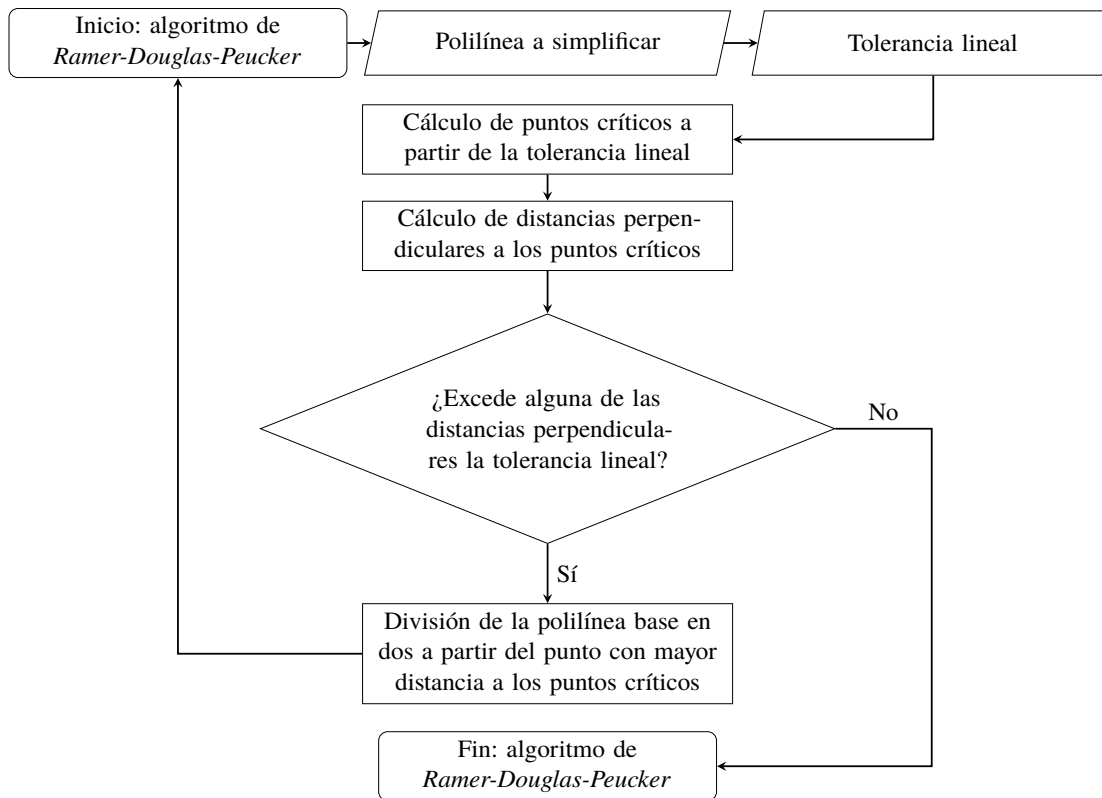 Inicio: algoritmo de
Ramer-Douglas-Peucker
Polilínea a simplificar
Tolerancia lineal
Cálculo de puntos críticos a
partir de la tolerancia lineal
Cálculo de distancias perpen-
diculares a los puntos críticos
¿Excede alguna de las
distancias perpendicula-
res la tolerancia lineal?
No
Sí
División de la polilínea base en
dos a partir del punto con mayor
distancia a los puntos críticos
Fin: algoritmo de
Ramer-Douglas-Peucker